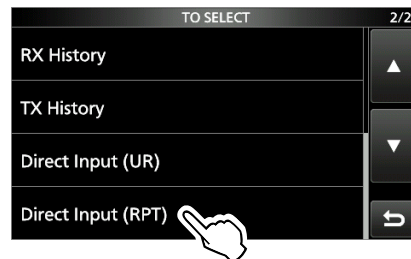 TO SELECT 2/2
RX History
TX History
Direct Input (UR)
Direct Input (RPT)